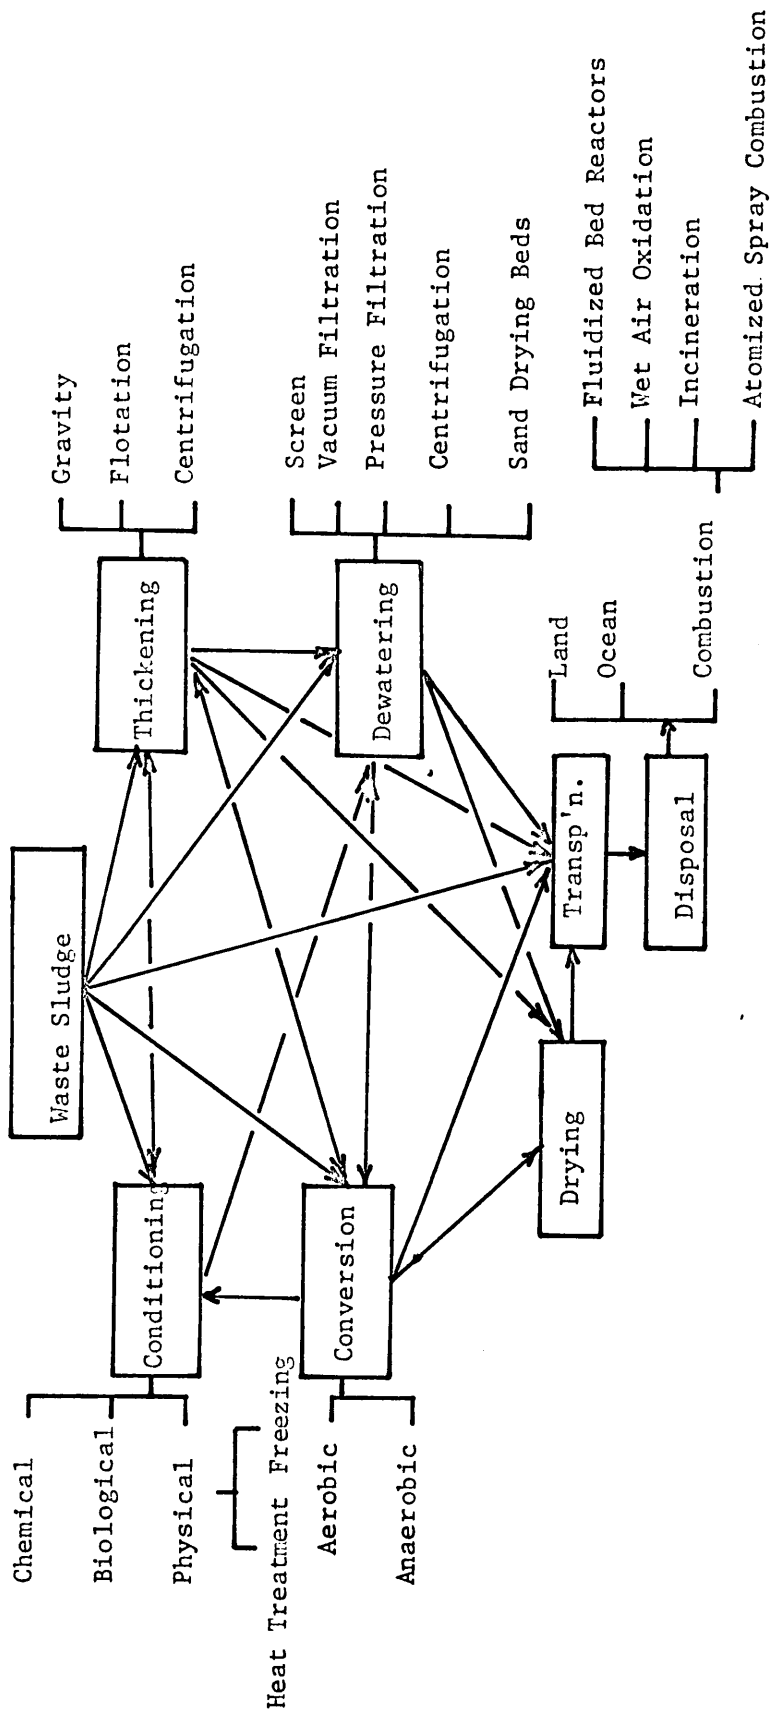 Waste Sludge
Chemical
Biological
Physical
Heat Treatment
Freezing
Conditioning
Thickening
Gravity
Flotation
Centrifugation
Aerobic
Anaerobic
Conversion
Dewatering
Screen
Vacuum Filtration
Pressure Filtration
Centrifugation
Sand Drying Beds
Drying
Transp'n.
Disposal
Land
Ocean
Combustion
Fluidized Bed Reactors
Wet Air Oxidation
Incineration
Atomized Spray Combustion